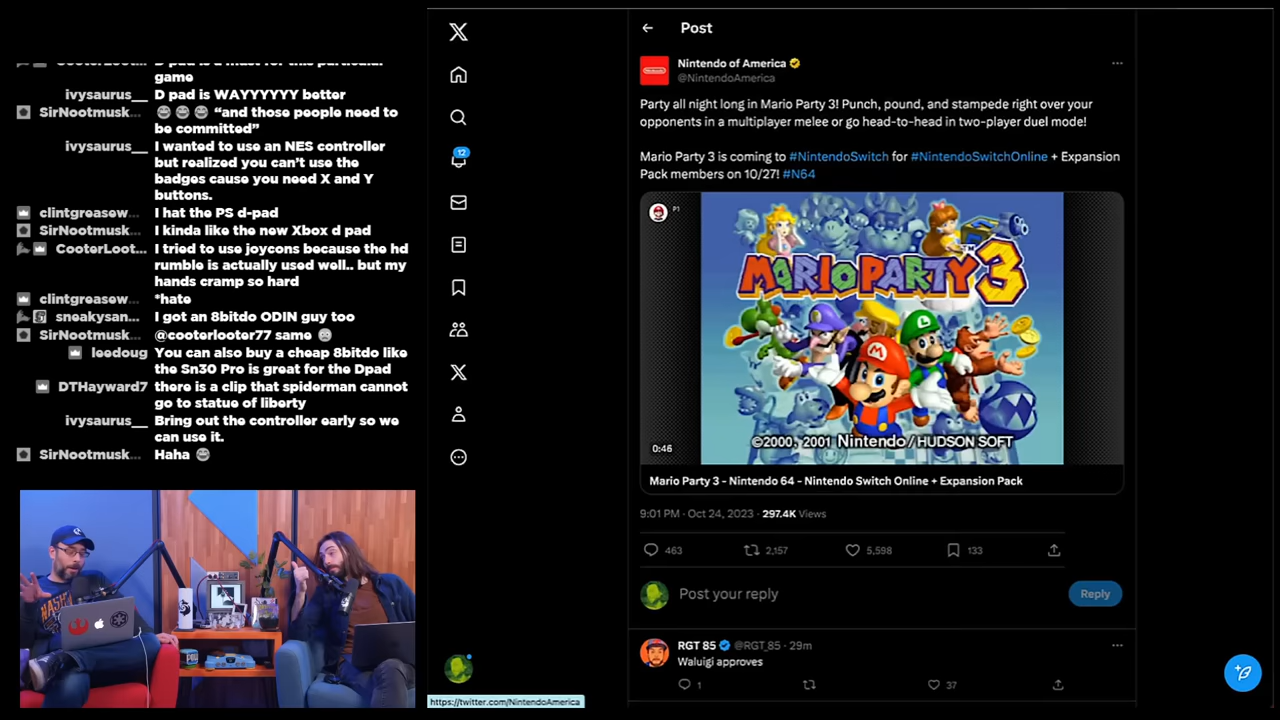 D pad is a must for this particular
game
ivysaurus__ D pad is WAYYYYYY better
SirNootmusk... “and those people need to
be committed”
ivysaurus__ I wanted to use an NES controller
but realized you can’t use the
badges cause you need X and Y
buttons.
clintgreasew... I hat the PS d-pad
SirNootmusk... I kinda like the new Xbox d pad
CooterLoot... I tried to use joycons because the hd
rumble is actually used well.. but my
hands cramp so hard
clintgreasew... *hate
sneakysan... I got an 8bitdo ODIN guy too
SirNootmusk... @cooterlooter77 same
leedoug You can also buy a cheap 8bitdo like
the Sn30 Pro is great for the Dpad
DTHayward7 there is a clip that spiderman cannot
go to statue of liberty
ivysaurus__ Bring out the controller early so we
can use it.
SirNootmusk... Haha
12
Post
Nintendo of America
@NintendoAmerica
Party all night long in Mario Party 3! Punch, pound, and stampede right over your
opponents in a multiplayer melee or go head-to-head in two-player duel mode!
Mario Party 3 is coming to #NintendoSwitch for #NintendoSwitchOnline + Expansion
Pack members on 10/27! #N64
P1
MARIO PARTY 3
TM
©2000, 2001 Nintendo/HUDSON SOFT
0:46
Mario Party 3 - Nintendo 64 - Nintendo Switch Online + Expansion Pack
9:01 PM · Oct 24, 2023 · 297.4K Views
463 2,157 5,598 133
Post your reply
Reply
RGT 85 @RGT_85 · 29m
Waluigi approves
1 37
https://twitter.com/NintendoAmerica